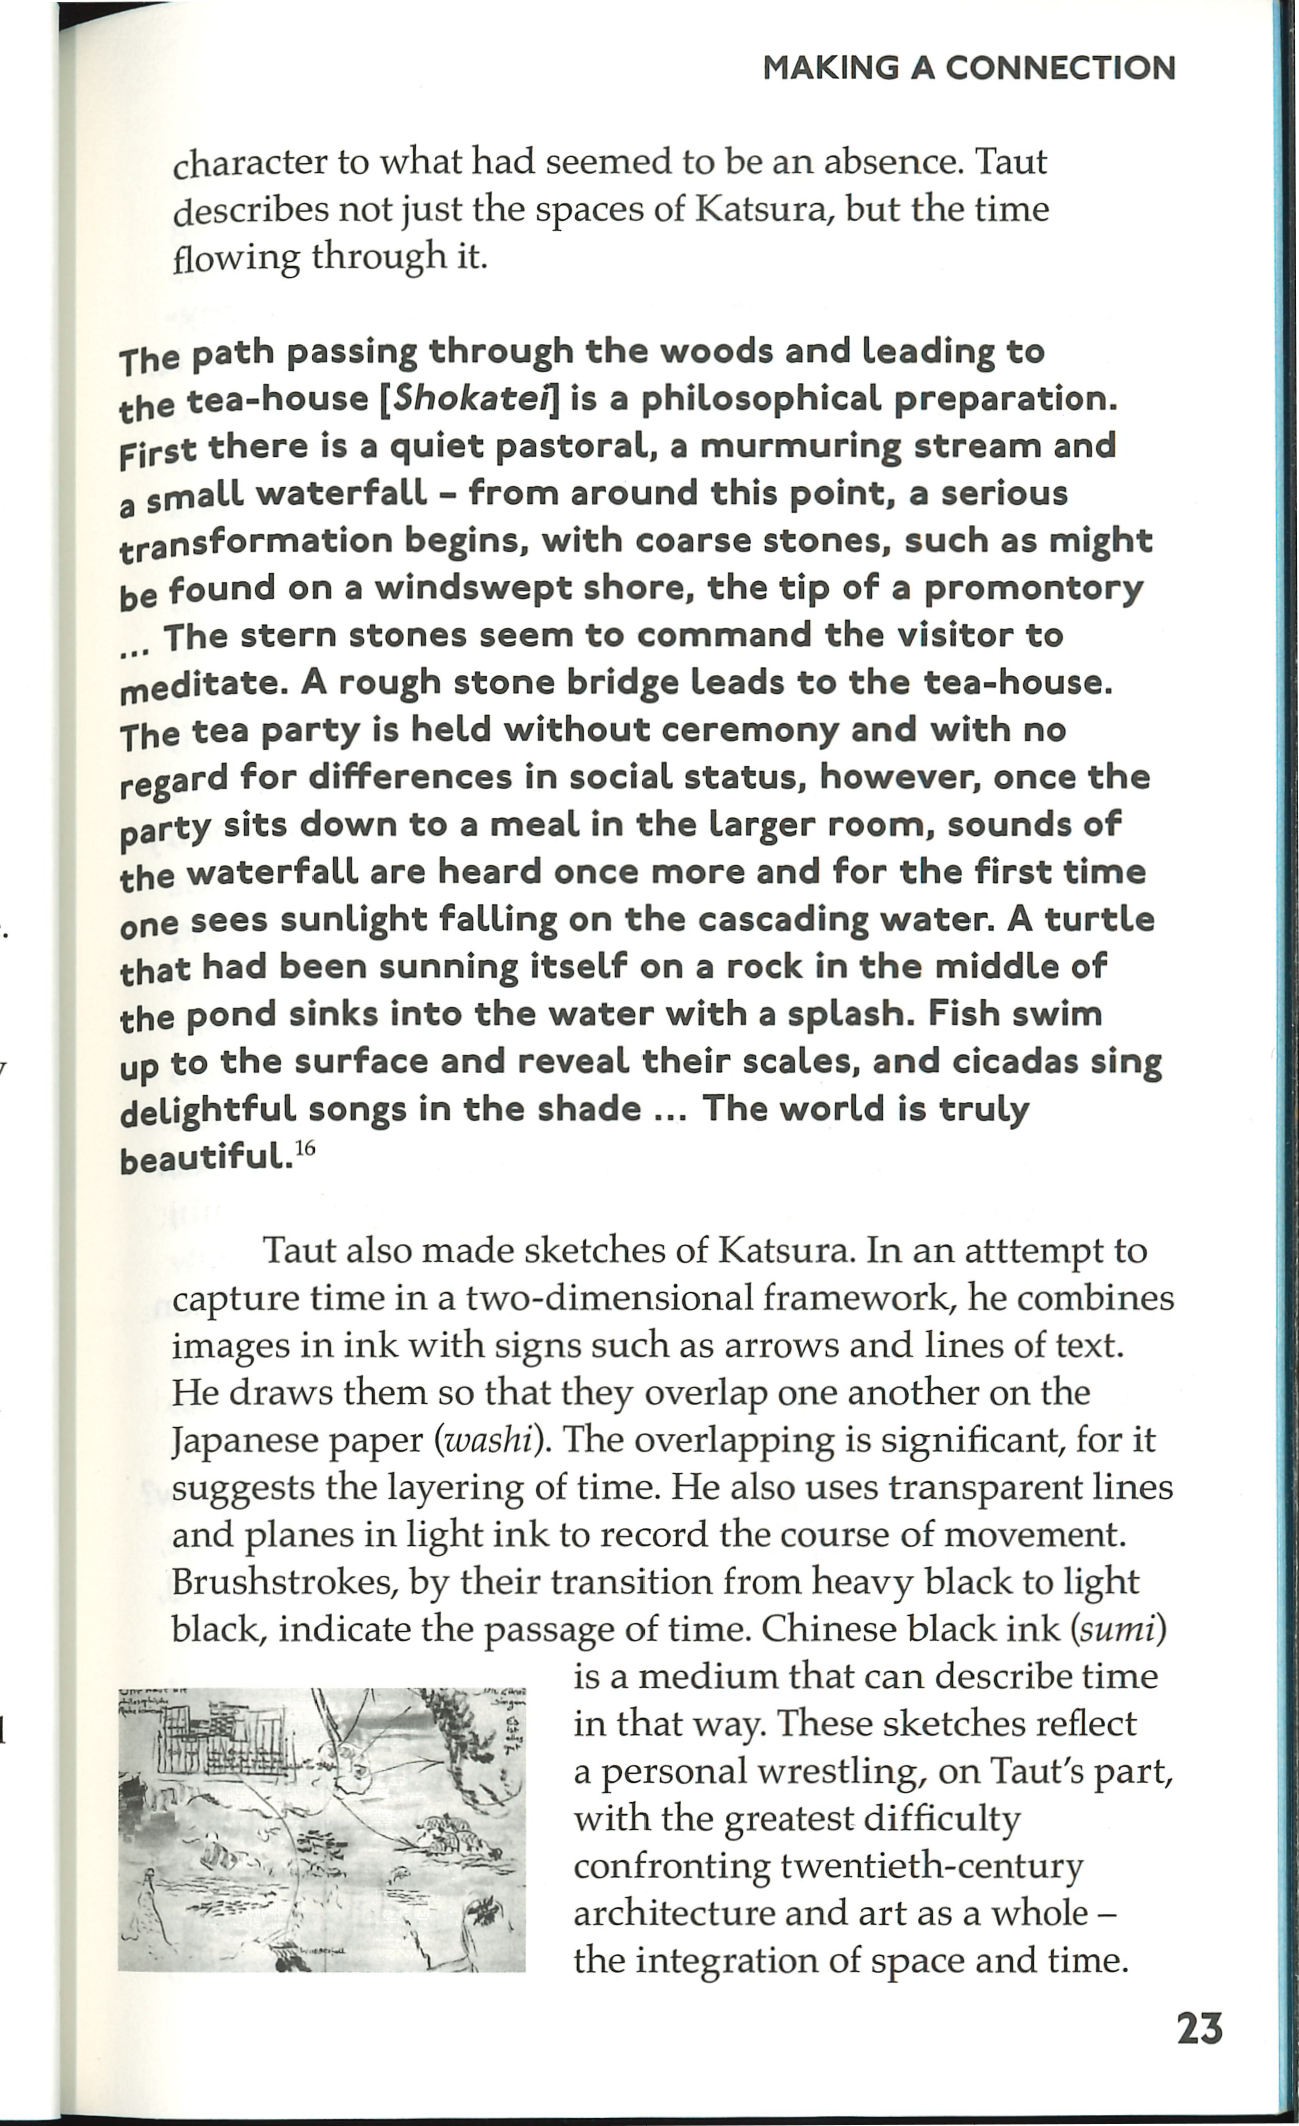 MAKING A CONNECTION
character to what had seemed to be an absence. Taut
describes not just the spaces of Katsura, but the time
flowing through it.
The path passing through the woods and leading to
the tea-house [Shokatei] is a philosophical preparation.
First there is a quiet pastoral, a murmuring stream and
a small waterfall – from around this point, a serious
transformation begins, with coarse stones, such as might
be found on a windswept shore, the tip of a promontory
... The stern stones seem to command the visitor to
meditate. A rough stone bridge leads to the tea-house.
The tea party is held without ceremony and with no
regard for differences in social status, however, once the
party sits down to a meal in the larger room, sounds of
the waterfall are heard once more and for the first time
one sees sunlight falling on the cascading water. A turtle
that had been sunning itself on a rock in the middle of
the pond sinks into the water with a splash. Fish swim
up to the surface and reveal their scales, and cicadas sing
delightful songs in the shade ... The world is truly
beautiful.16
Taut also made sketches of Katsura. In an atttempt to
capture time in a two-dimensional framework, he combines
images in ink with signs such as arrows and lines of text.
He draws them so that they overlap one another on the
Japanese paper (washi). The overlapping is significant, for it
suggests the layering of time. He also uses transparent lines
and planes in light ink to record the course of movement.
Brushstrokes, by their transition from heavy black to light
black, indicate the passage of time. Chinese black ink (sumi)
is a medium that can describe time
in that way. These sketches reflect
a personal wrestling, on Taut's part,
with the greatest difficulty
confronting twentieth-century
architecture and art as a whole –
the integration of space and time.
23